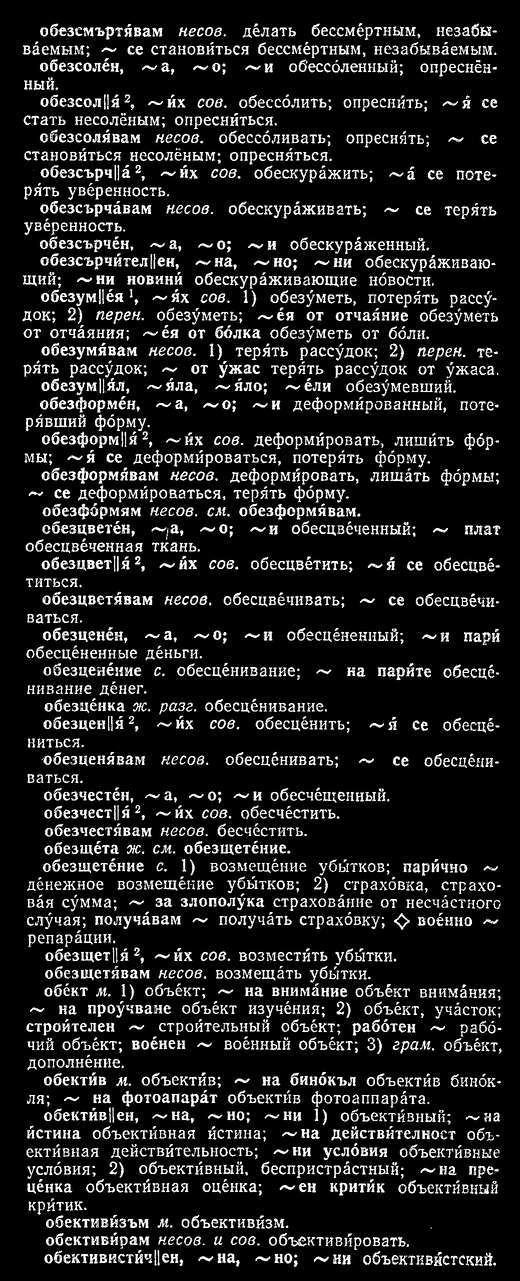 обезсмъртя́вам несов. де́лать бессме́ртным, незабы-
ва́емым; ~ се станови́ться бессме́ртным, незабыва́емым.
обезсоле́н, ~а, ~о; ~и обессо́ленный; опреснён-
ный.
обезсол||я́ ², ~и́х сов. обессо́лить; опресни́ть; ~я́ се
стать несолёным; опресни́ться.
обезсоля́вам несов. обессо́ливать; опресня́ть; ~ се
станови́ться несолёным; опресня́ться.
обезсърч||а́ ², ~и́х сов. обескура́жить; ~а́ се поте-
ря́ть уве́ренность.
обезсърча́вам несов. обескура́живать; ~ се теря́ть
уве́ренность.
обезсърче́н, ~а, ~о; ~и обескура́женный.
обезсърчи́тел||ен, ~на, ~но; ~ни обескура́живаю-
щий; ~ни новини́ обескура́живающие но́вости.
обезум||е́я ¹, ~я́х сов. 1) обезу́меть, потеря́ть рассу́-
док; 2) перен. обезу́меть; ~е́я от отча́яние обезу́меть
от отча́яния; ~е́я от бо́лка обезу́меть от бо́ли.
обезумя́вам несов. 1) теря́ть рассу́док; 2) перен. те-
ря́ть рассу́док; ~ от у́жас теря́ть рассу́док от у́жаса.
обезум||я́л, ~я́ла, ~я́ло; ~е́ли обезу́мевший.
обезформе́н, ~а, ~о; ~и деформи́рованный, поте-
ря́вший фо́рму.
обезформ||я́ ², ~и́х сов. деформи́ровать, лиши́ть фо́р-
мы; ~я́ се деформи́роваться, потеря́ть фо́рму.
обезформя́вам несов. деформи́ровать, лиша́ть фо́рмы;
~ се деформи́роваться, теря́ть фо́рму.
обезфо́рмям несов. см. обезформя́вам.
обезцвете́н, ~а, ~о; ~и обесцве́ченный; ~ плат
обесцве́ченная ткань.
обезцвет||я́ ², ~и́х сов. обесцве́тить; ~я́ се обесцве́-
титься.
обезцветя́вам несов. обесцве́чивать; ~ се обесцве́чи-
ваться.
обезцене́н, ~а, ~о; ~и обесце́ненный; ~и пари́
обесце́ненные де́ньги.
обезцене́ние с. обесце́нивание; ~ на пари́те обесце́-
нивание де́нег.
обезце́нка ж. разг. обесце́нивание.
обезцен||я́ ², ~и́х сов. обесце́нить; ~я́ се обесце́-
ниться.
обезценя́вам несов. обесце́нивать; ~ се обесце́ни-
ваться.
обезчесте́н, ~а, ~о; ~и обесче́щенный.
обезчест||я́ ², ~и́х сов. обесче́стить.
обезчестя́вам несов. бесче́стить.
обезще́та ж. см. обезщете́ние.
обезщете́ние с. 1) возмеще́ние убы́тков; пари́чно ~
де́нежное возмеще́ние убы́тков; 2) страхо́вка, страхо-
ва́я су́мма; ~ за злополу́ка страхова́ние от несча́стного
слу́чая; получа́вам ~ получа́ть страхо́вку; ◇ вое́нно ~
репара́ции.
обезщет||я́ ², ~и́х сов. возмести́ть убы́тки.
обезщетя́вам несов. возмеща́ть убы́тки.
обе́кт м. 1) объе́кт; ~ на внима́ние объе́кт внима́ния;
~ на проу́чване объе́кт изуче́ния; 2) объе́кт, уча́сток;
строи́телен ~ строи́тельный объе́кт; рабо́тен ~ рабо́-
чий объе́кт; вое́нен ~ вое́нный объе́кт; 3) грам. объе́кт,
дополне́ние.
обекти́в м. объекти́в; ~ на бино́къл объекти́в бино́к-
ля; ~ на фотоапара́т объекти́в фотоаппара́та.
обекти́в||ен, ~на, ~но; ~ни 1) объекти́вный; ~на
и́стина объекти́вная и́стина; ~на действи́телност объ-
екти́вная действи́тельность; ~ни усло́вия объекти́вные
усло́вия; 2) объекти́вный, беспристра́стный; ~на пре-
це́нка объекти́вная оце́нка; ~ен крити́к объекти́вный
кри́тик.
обективи́зъм м. объективи́зм.
обективи́рам несов. и сов. объективи́ровать.
обективисти́ч||ен, ~на, ~но; ~ни объективи́стский.